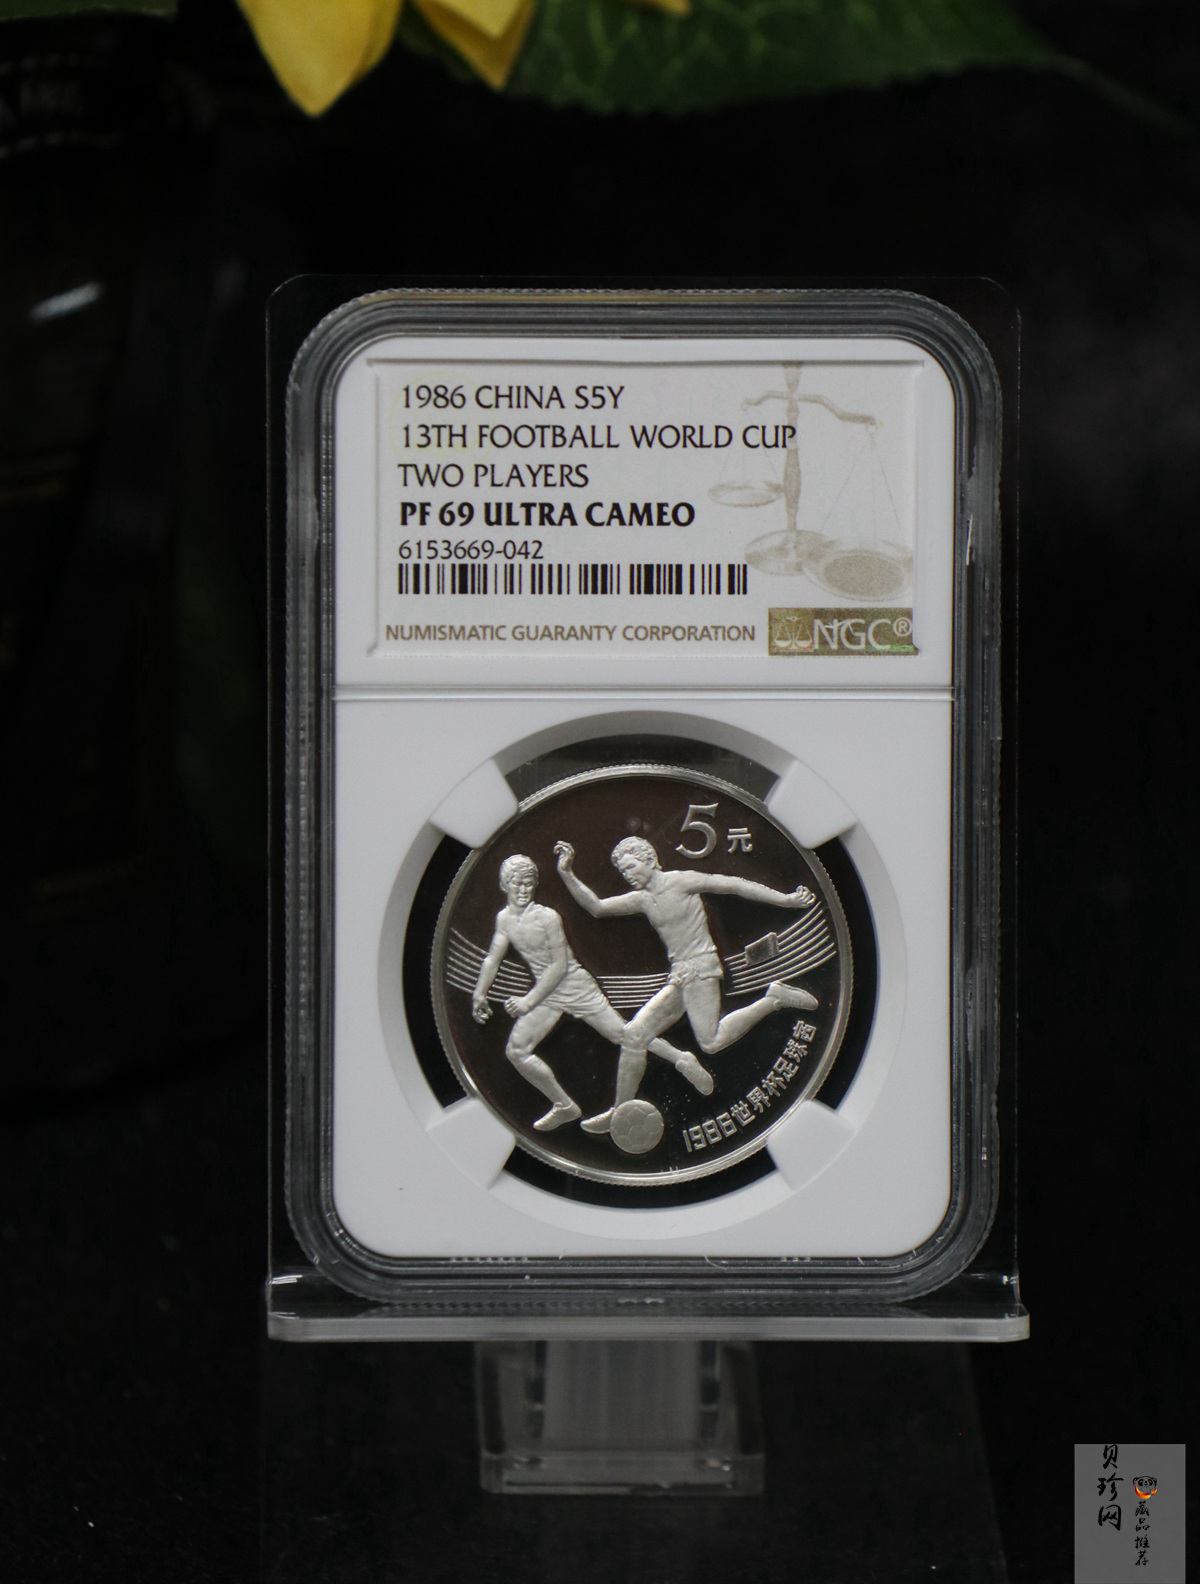 1986 CHINA S5Y
13TH FOOTBALL WORLD CUP
TWO PLAYERS
PF 69 ULTRA CAMEO
6153669-042
NUMISMATIC GUARANTY CORPORATION
NGC®
5元
1986世界杯足球赛
贝珍网
藏品推荐